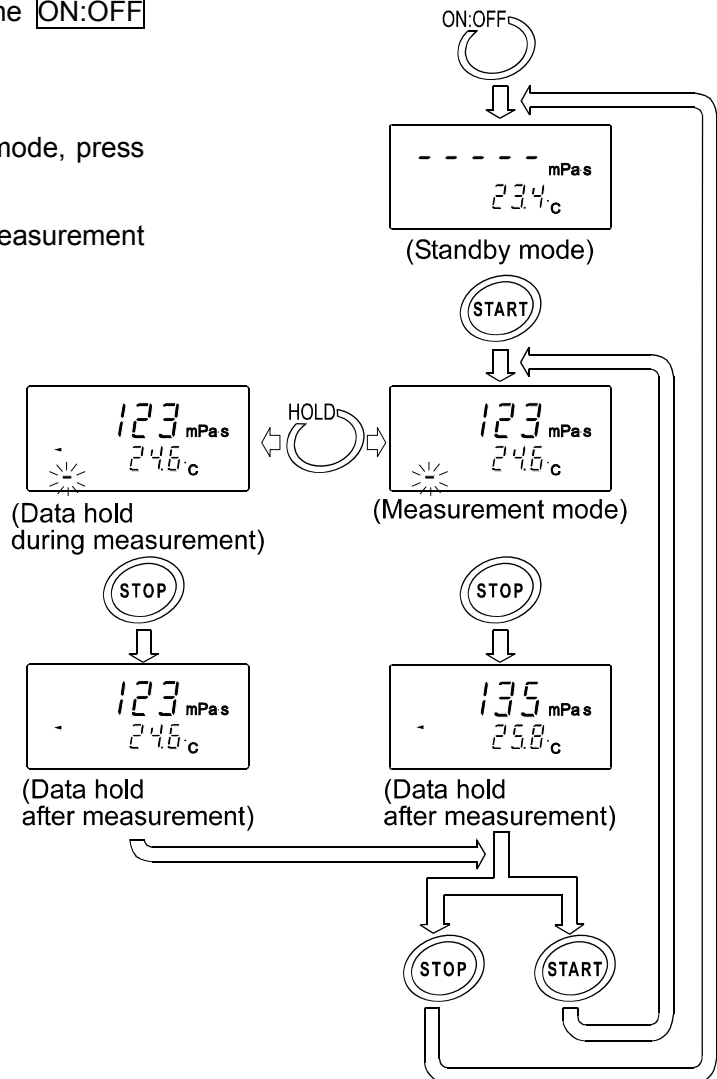 ne ON:OFF
mode, press
easurement
ON:OFF
- - - - - mPa·s
23.4 °C
(Standby mode)
START
123 mPa·s
24.6 °C
(Data hold
during measurement)
HOLD
123 mPa·s
24.6 °C
(Measurement mode)
STOP
STOP
123 mPa·s
24.6 °C
(Data hold
after measurement)
135 mPa·s
25.8 °C
(Data hold
after measurement)
STOP
START